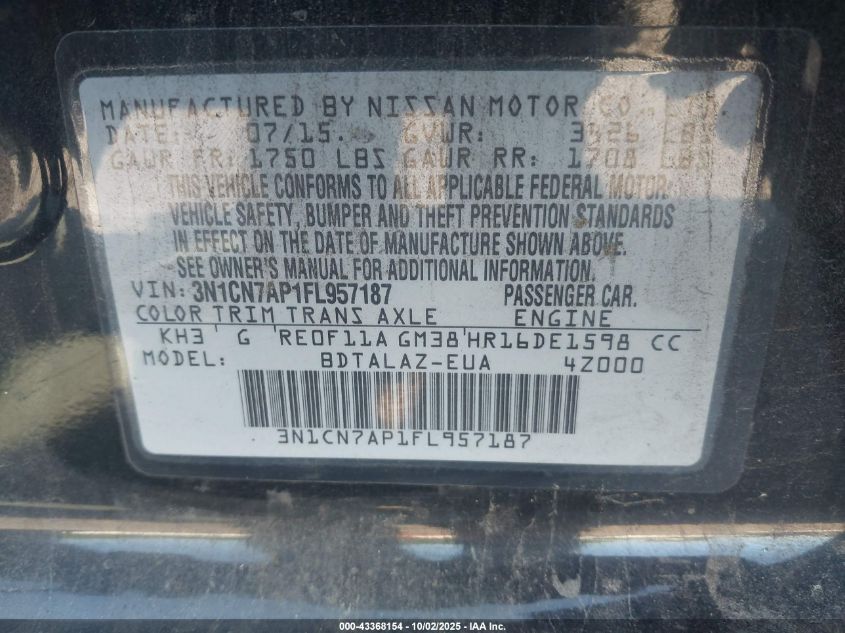 MANUFACTURED BY NISSAN MOTOR CO.
DATE: 07/15 GVWR: 3426 LBS
GAWR FR: 1750 LBS GAWR RR: 1708 LBS
THIS VEHICLE CONFORMS TO ALL APPLICABLE FEDERAL MOTOR
VEHICLE SAFETY, BUMPER AND THEFT PREVENTION STANDARDS
IN EFFECT ON THE DATE OF MANUFACTURE SHOWN ABOVE.
SEE OWNER'S MANUAL FOR ADDITIONAL INFORMATION.
VIN: 3N1CN7AP1FL957187 PASSENGER CAR.
COLOR TRIM TRANS AXLE ENGINE
KH3 G RE0F11A GM38 HR16DE1598 CC
MODEL: BDTALAZ-EUA 4Z000
3N1CN7AP1FL957187
000-43368154 - 10/02/2025 - IAA Inc.